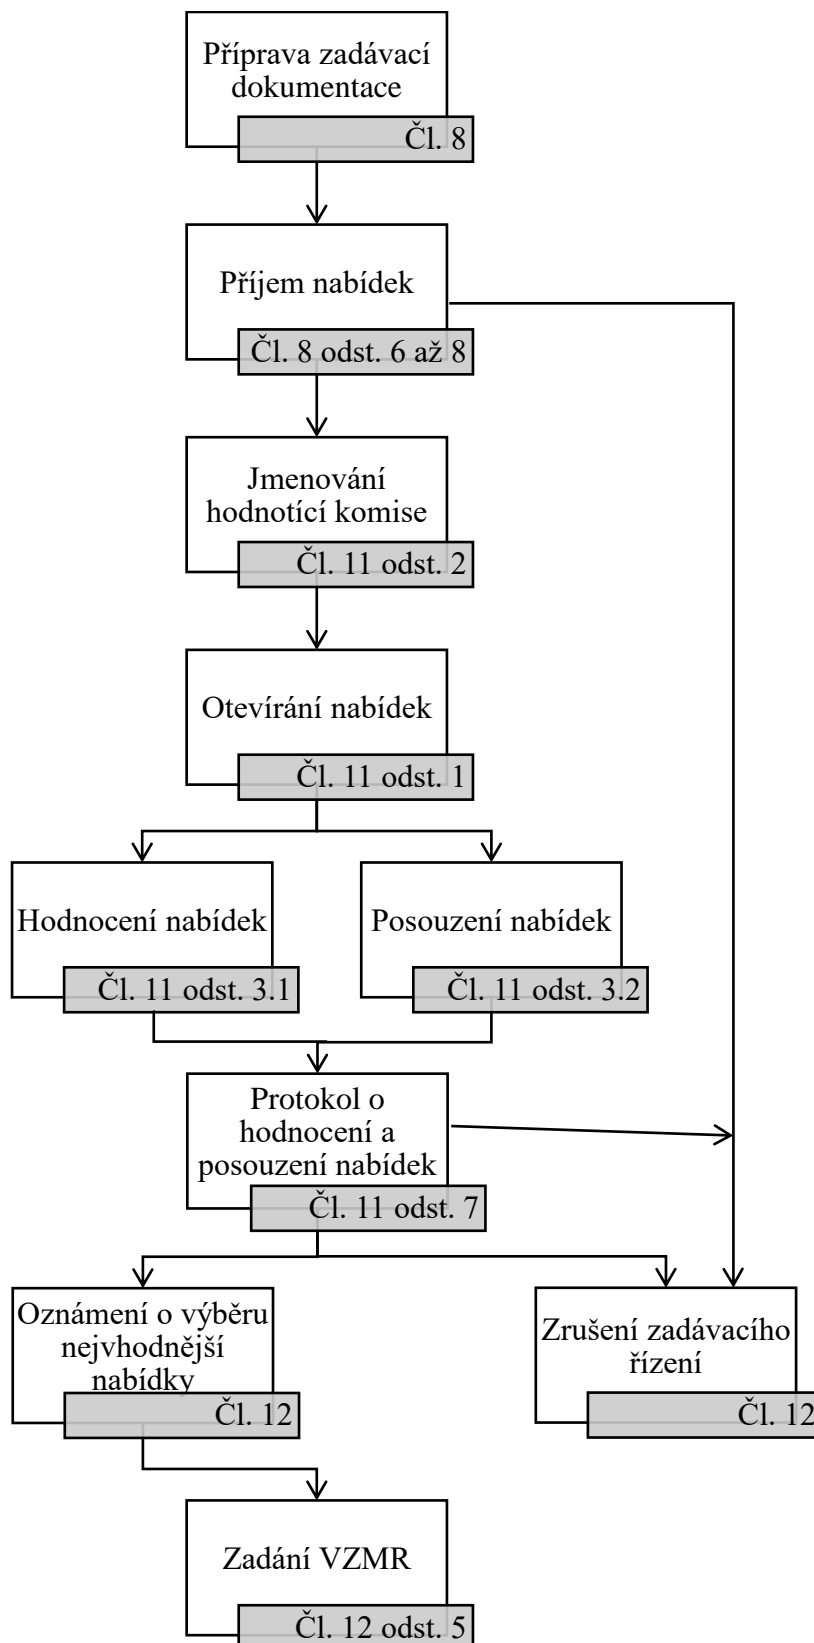 Příprava zadávací
dokumentace
Čl. 8
Příjem nabídek
Čl. 8 odst. 6 až 8
Jmenování
hodnotící komise
Čl. 11 odst. 2
Otevírání nabídek
Čl. 11 odst. 1
Hodnocení nabídek
Čl. 11 odst. 3.1
Posouzení nabídek
Čl. 11 odst. 3.2
Protokol o
hodnocení a
posouzení nabídek
Čl. 11 odst. 7
Oznámení o výběru
nejvhodnější
nabídky
Čl. 12
Zrušení zadávacího
řízení
Čl. 12
Zadání VZMR
Čl. 12 odst. 5